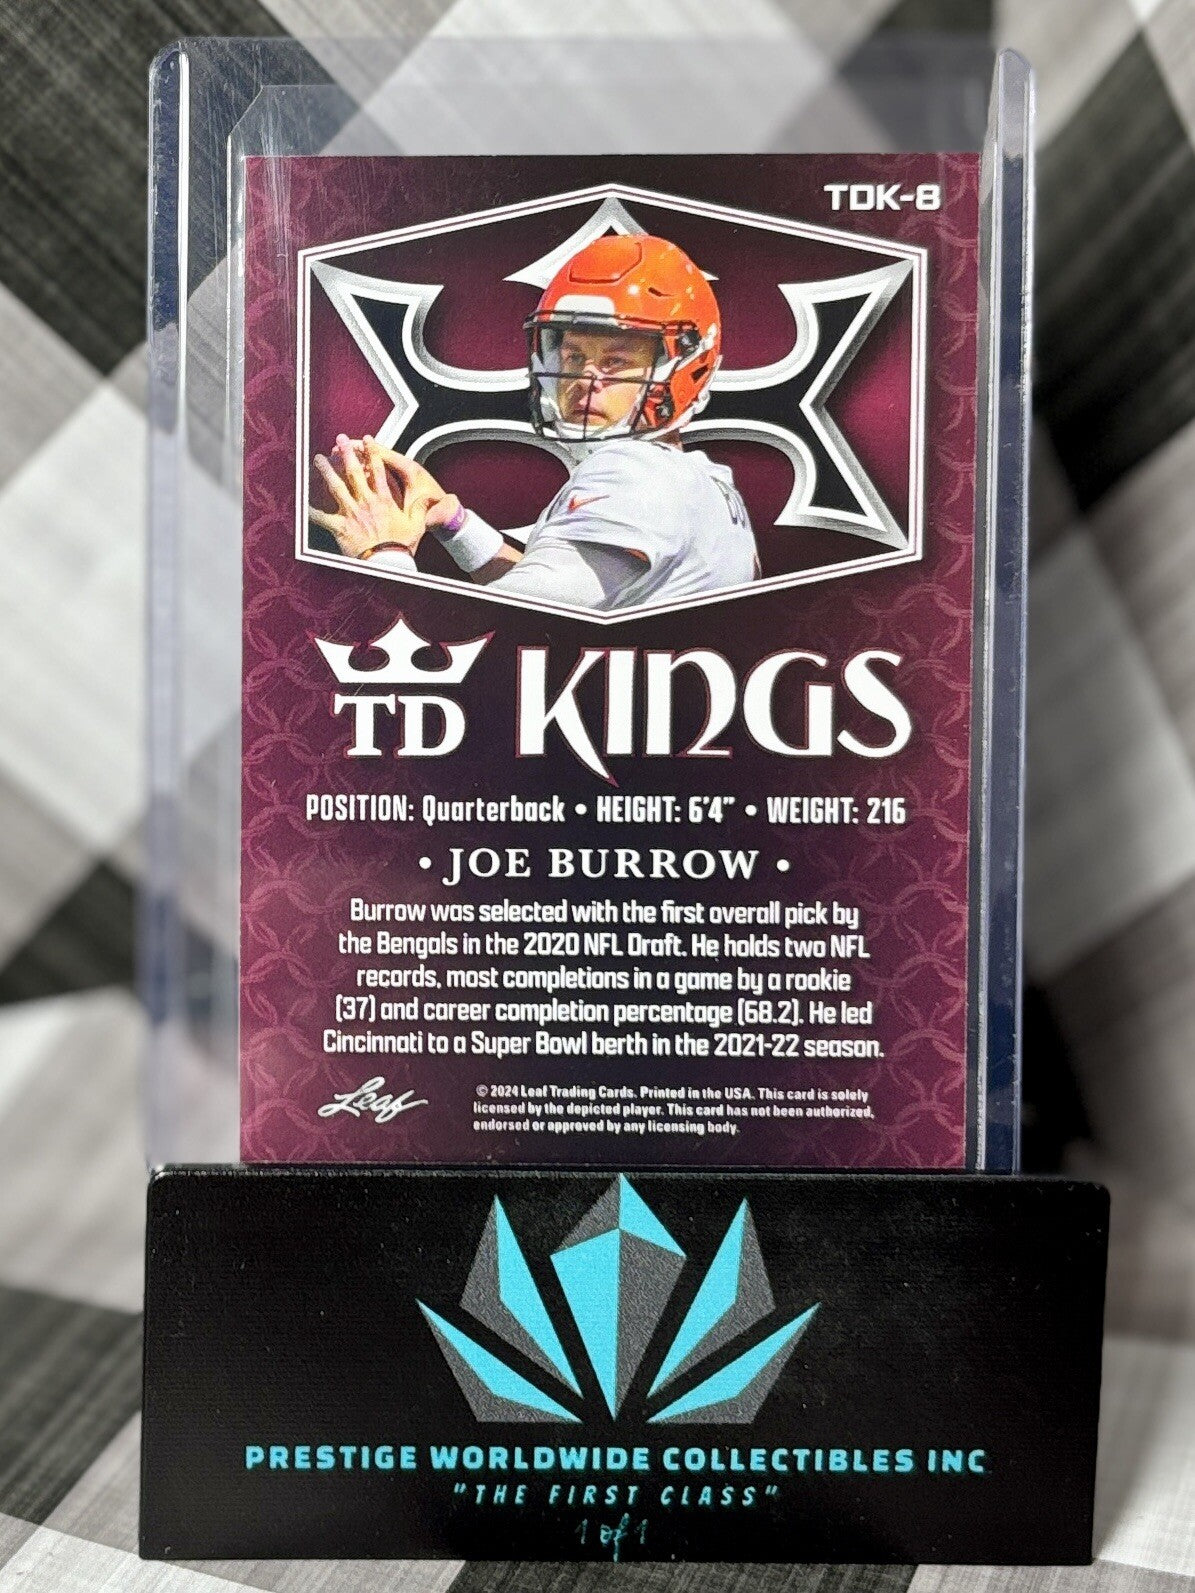 TDK-8
TD KINGS
POSITION: Quarterback • HEIGHT: 6'4" • WEIGHT: 216
• JOE BURROW •
Burrow was selected with the first overall pick by
the Bengals in the 2020 NFL Draft. He holds two NFL
records, most completions in a game by a rookie
(37) and career completion percentage (68.2). He led
Cincinnati to a Super Bowl berth in the 2021-22 season.
Leaf
© 2024 Leaf Trading Cards. Printed in the USA. This card is solely
licensed by the depicted player. This card has not been authorized,
endorsed or approved by any licensing body.
PRESTIGE WORLDWIDE COLLECTIBLES INC
"THE FIRST CLASS"
1 of 1